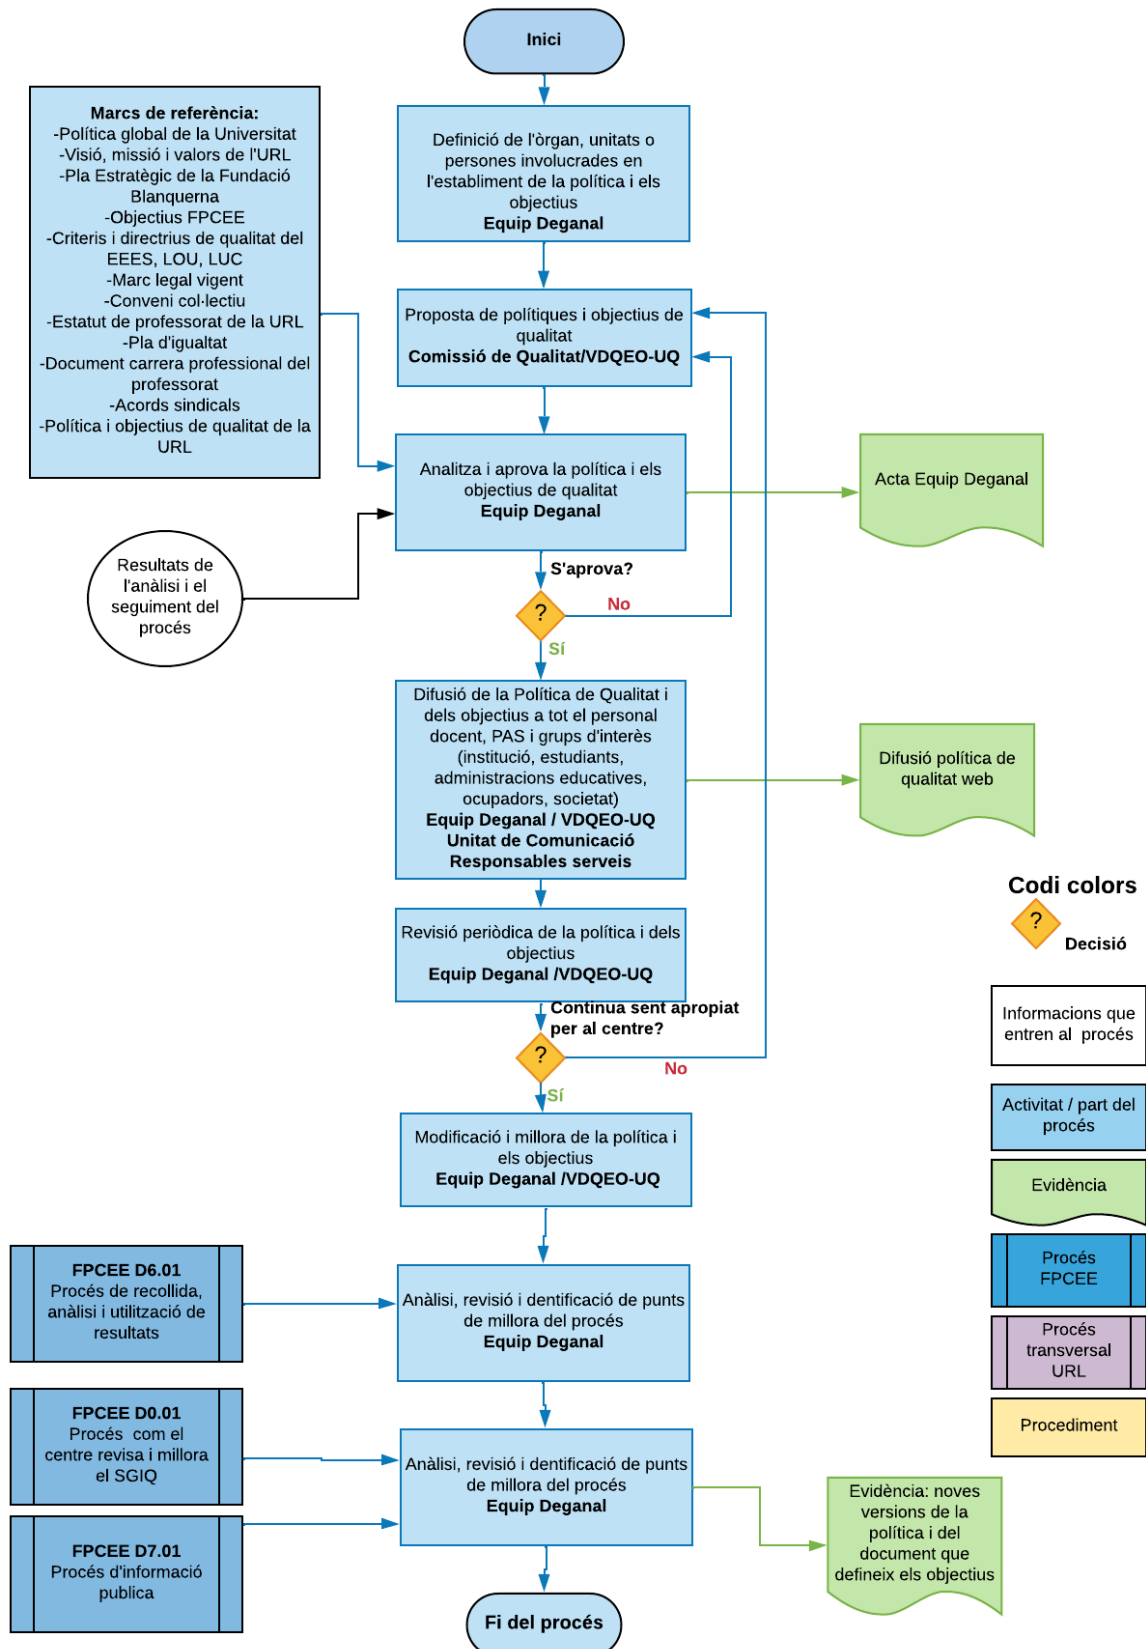 Inici
Marcs de referència:
-Política global de la Universitat
-Visió, missió i valors de l'URL
-Pla Estratègic de la Fundació
Blanquerna
-Objectius FPCEE
-Criteris i directrius de qualitat del
EEES, LOU, LUC
-Marc legal vigent
-Conveni col·lectiu
-Estatut de professorat de la URL
-Pla d'igualtat
-Document carrera professional del
professorat
-Acords sindicals
-Política i objectius de qualitat de la
URL
Definició de l'òrgan, unitats o
persones involucrades en
l'establiment de la política i els
objectius
Equip Deganal
Proposta de polítiques i objectius de
qualitat
Comissió de Qualitat/VDQEO-UQ
Analitza i aprova la política i els
objectius de qualitat
Equip Deganal
Acta Equip Deganal
Resultats de
l'anàlisi i el
seguiment del
procés
S'aprova?
?
No
Sí
Difusió de la Política de Qualitat i
dels objectius a tot el personal
docent, PAS i grups d'interès
(institució, estudiants,
administracions educatives,
ocupadors, societat)
Equip Deganal / VDQEO-UQ
Unitat de Comunicació
Responsables serveis
Difusió política de
qualitat web
Revisió periòdica de la política i dels
objectius
Equip Deganal /VDQEO-UQ
Continua sent apropiat
per al centre?
?
No
Sí
Modificació i millora de la política i
els objectius
Equip Deganal /VDQEO-UQ
FPCEE D6.01
Procés de recollida,
anàlisi i utilització de
resultats
Anàlisi, revisió i dentificació de punts
de millora del procés
Equip Deganal
FPCEE D0.01
Procés com el
centre revisa i millora
el SGIQ
FPCEE D7.01
Procés d'informació
publica
Anàlisi, revisió i dentificació de punts
de millora del procés
Equip Deganal
Evidència: noves
versions de la
política i del
document que
defineix els objectius
Fi del procés
Codi colors
?
Decisió
Informacions que
entren al procés
Activitat / part del
procés
Evidència
Procés
FPCEE
Procés
transversal
URL
Procediment